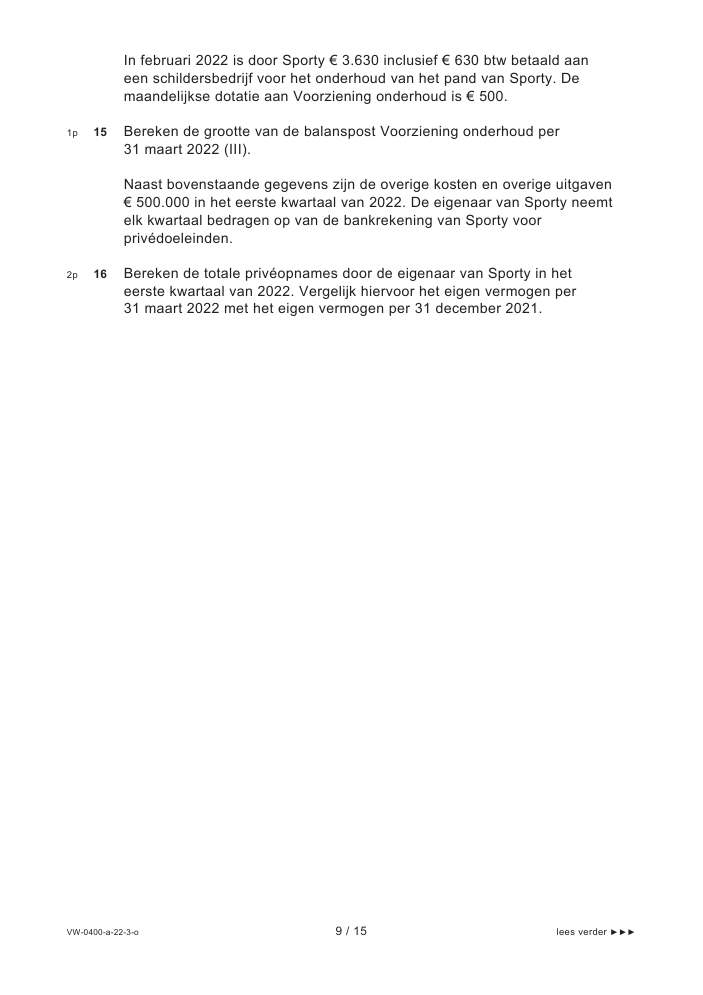 In februari 2022 is door Sporty € 3.630 inclusief € 630 btw betaald aan
een schildersbedrijf voor het onderhoud van het pand van Sporty. De
maandelijkse dotatie aan Voorziening onderhoud is € 500.
1p 15 Bereken de grootte van de balanspost Voorziening onderhoud per
31 maart 2022 (III).
Naast bovenstaande gegevens zijn de overige kosten en overige uitgaven
€ 500.000 in het eerste kwartaal van 2022. De eigenaar van Sporty neemt
elk kwartaal bedragen op van de bankrekening van Sporty voor
privédoeleinden.
2p 16 Bereken de totale privéopnames door de eigenaar van Sporty in het
eerste kwartaal van 2022. Vergelijk hiervoor het eigen vermogen per
31 maart 2022 met het eigen vermogen per 31 december 2021.
VW-0400-a-22-3-o 9 / 15 lees verder ►►►